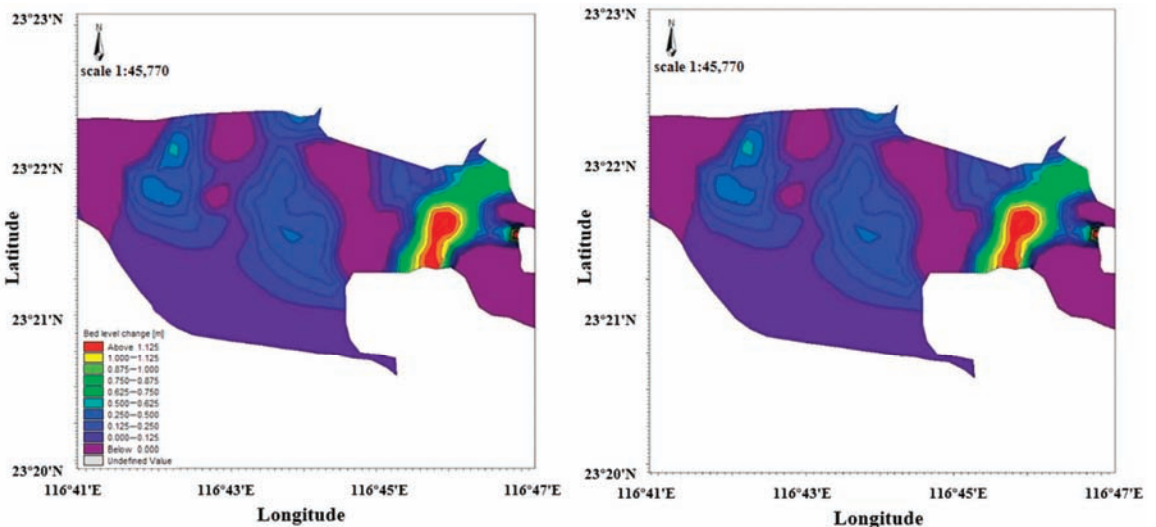 23°23'N
N
scale 1:45,770
23°22'N
Latitude
23°21'N
Bed level change [m]
Above 1.125
1.000—1.125
0.875—1.000
0.750—0.875
0.625—0.750
0.500—0.625
0.250—0.500
0.125—0.250
0.000—0.125
Below 0.000
Undefined Value
23°20'N
116°41'E 116°43'E 116°45'E 116°47'E
Longitude
23°23'N
N
scale 1:45,770
23°22'N
Latitude
23°21'N
23°20'N
116°41'E 116°43'E 116°45'E 116°47'E
Longitude